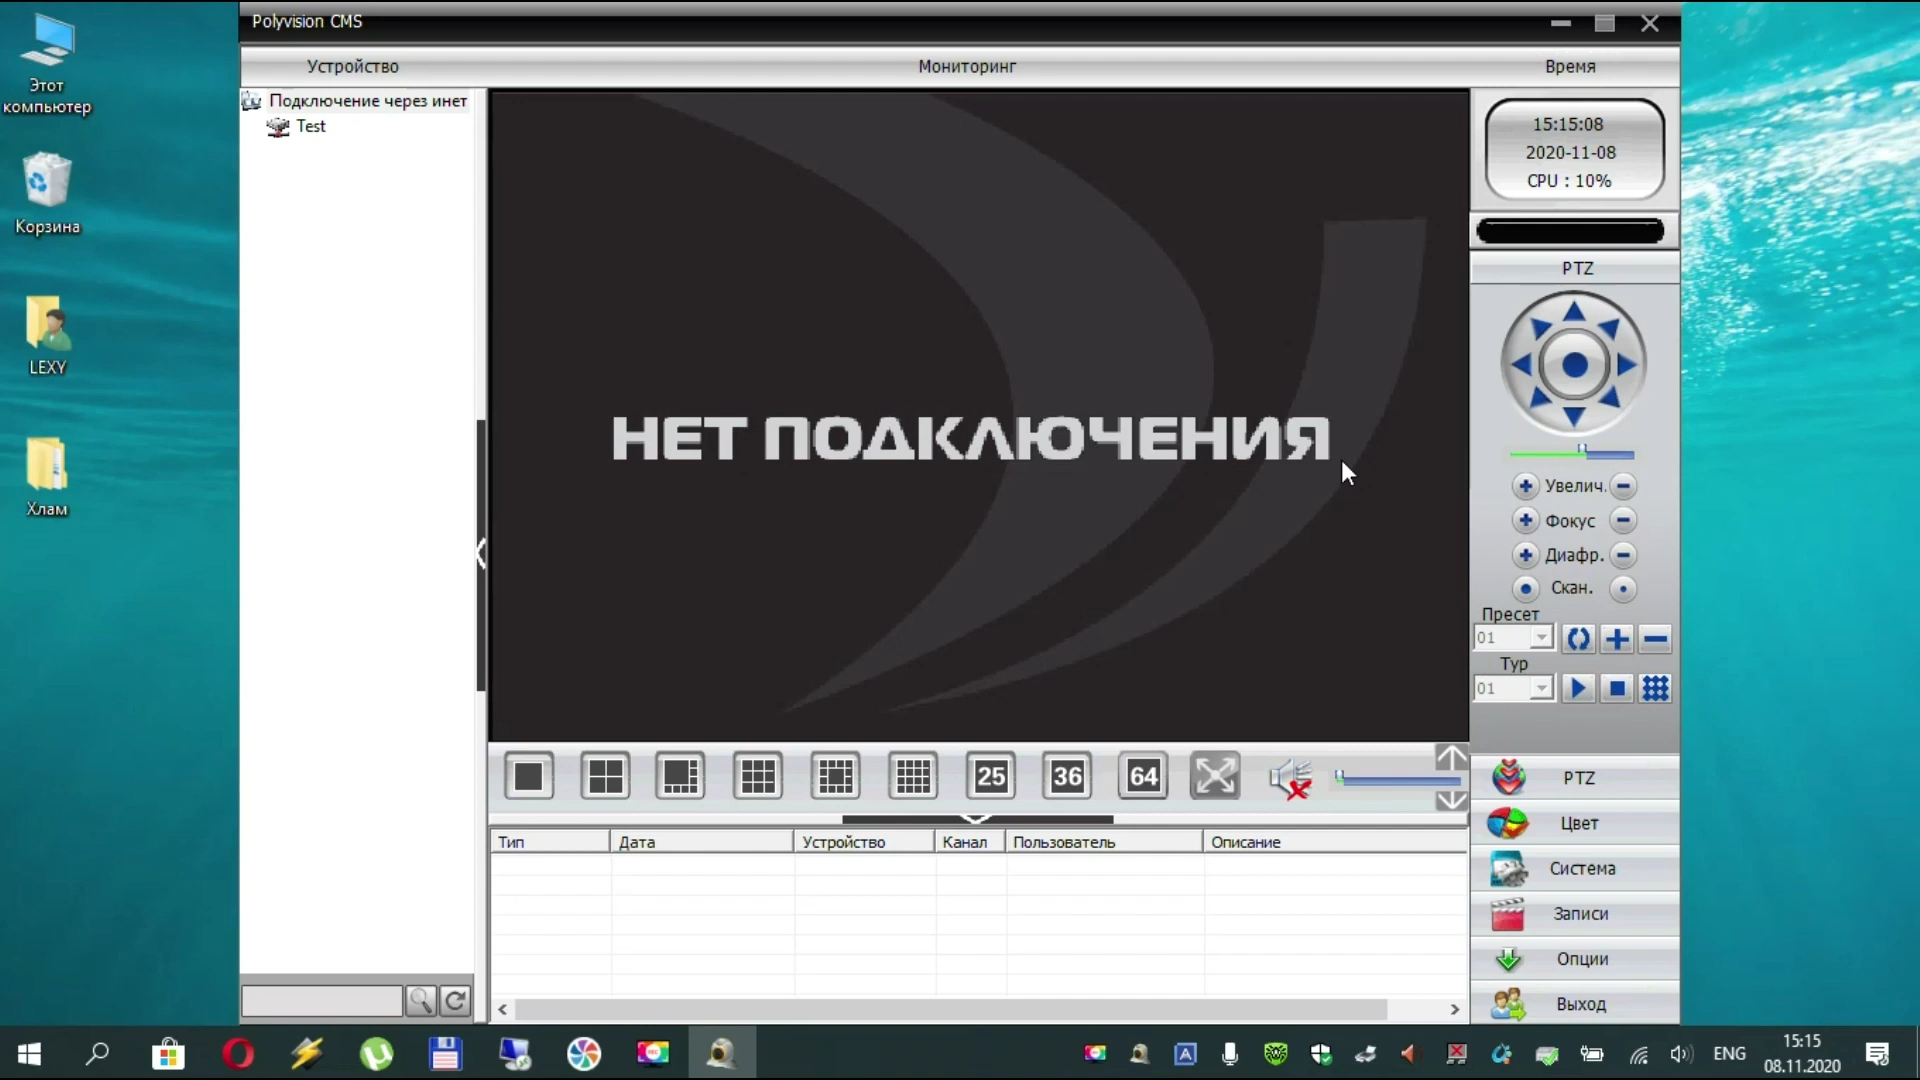 Polyvision CMS
Устройство
Мониторинг
Время
Этот
компьютер
Корзина
LEXY
Хлам
Подключение через инет
Test
НЕТ ПОДКЛЮЧЕНИЯ
15:15:08
2020-11-08
CPU : 10%
PTZ
Увелич.
Фокус
Диафр.
Скан.
Пресет
01
Тур
01
25
36
64
PTZ
Цвет
Система
Записи
Опции
Выход
Тип
Дата
Устройство
Канал
Пользователь
Описание
ENG
15:15
08.11.2020